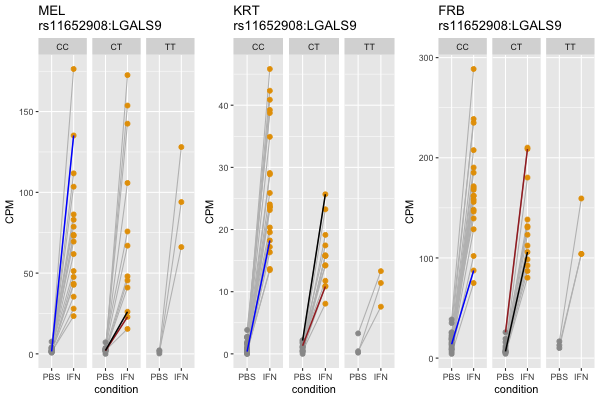 MEL
rs11652908:LGALS9
CC CT TT
CPM
150
100
50
0
PBS IFN PBS IFN PBS IFN
condition
KRT
rs11652908:LGALS9
CC CT TT
CPM
40
30
20
10
0
PBS IFN PBS IFN PBS IFN
condition
FRB
rs11652908:LGALS9
CC CT TT
CPM
300
200
100
0
PBS IFN PBS IFN PBS IFN
condition